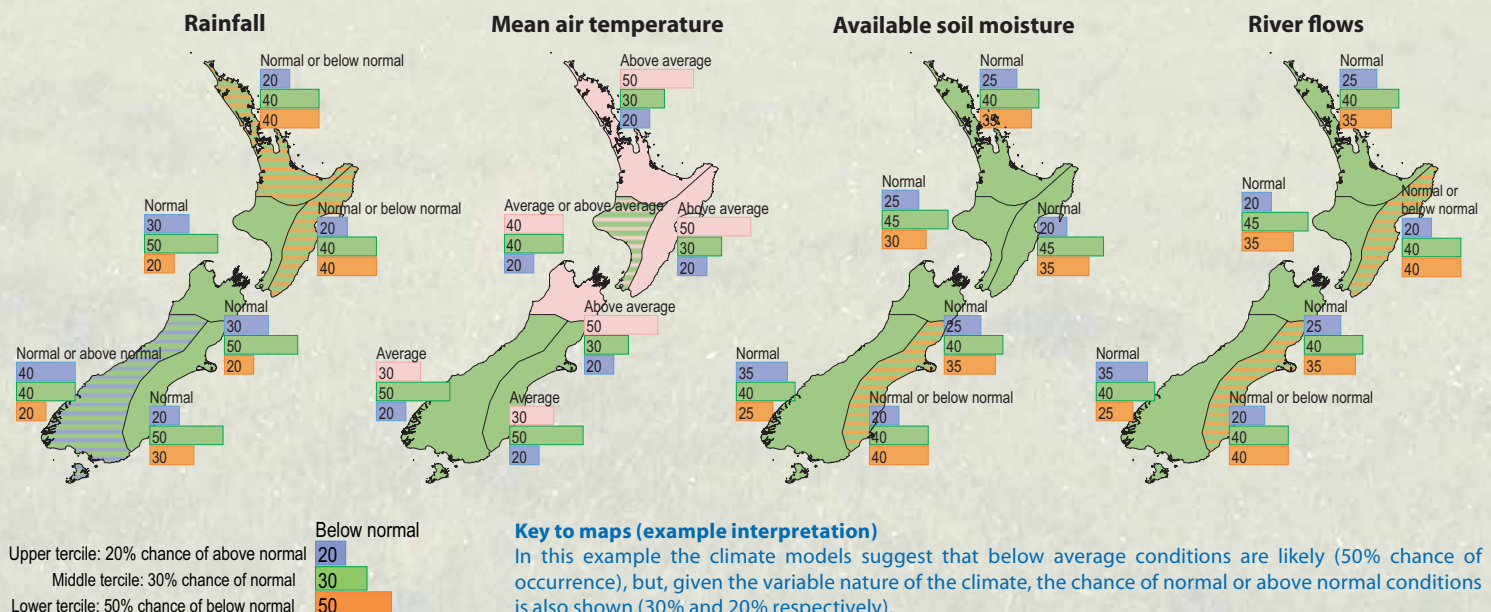 Rainfall
Normal or below normal
20
40
40
Normal
30
50
20
Normal or below normal
20
40
40
Normal
30
50
20
Normal or above normal
40
40
20
Normal
20
50
30
Mean air temperature
Above average
50
30
20
Average or above average
40
40
20
Above average
50
30
20
Above average
50
30
20
Average
30
50
20
Average
30
50
20
Available soil moisture
Normal
25
40
35
Normal
25
45
30
Normal
20
45
35
Normal
25
40
35
Normal
35
40
25
Normal or below normal
20
40
40
River flows
Normal
25
40
35
Normal
20
45
35
Normal or
below normal
20
40
40
Normal
25
40
35
Normal
35
40
25
Normal or below normal
20
40
40
Below normal
Upper tercile: 20% chance of above normal 20
Middle tercile: 30% chance of normal 30
Lower tercile: 50% chance of below normal 50
Key to maps (example interpretation)
In this example the climate models suggest that below average conditions are likely (50% chance of
occurrence), but, given the variable nature of the climate, the chance of normal or above normal conditions
is also shown (30% and 20% respectively).